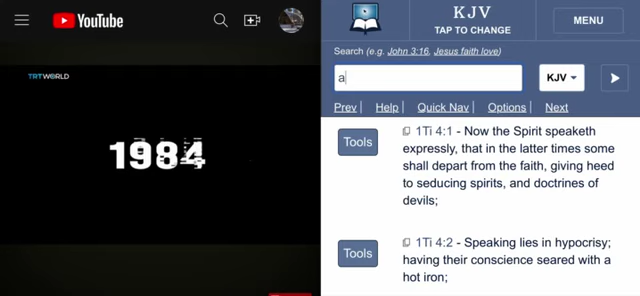 YouTube
TRT WORLD
1984
KJV
TAP TO CHANGE
MENU
Search (e.g. John 3:16, Jesus faith love)
a
KJV
Prev | Help | Quick Nav | Options | Next
Tools
1Ti 4:1 - Now the Spirit speaketh
expressly, that in the latter times some
shall depart from the faith, giving heed
to seducing spirits, and doctrines of
devils;
Tools
1Ti 4:2 - Speaking lies in hypocrisy;
having their conscience seared with a
hot iron;